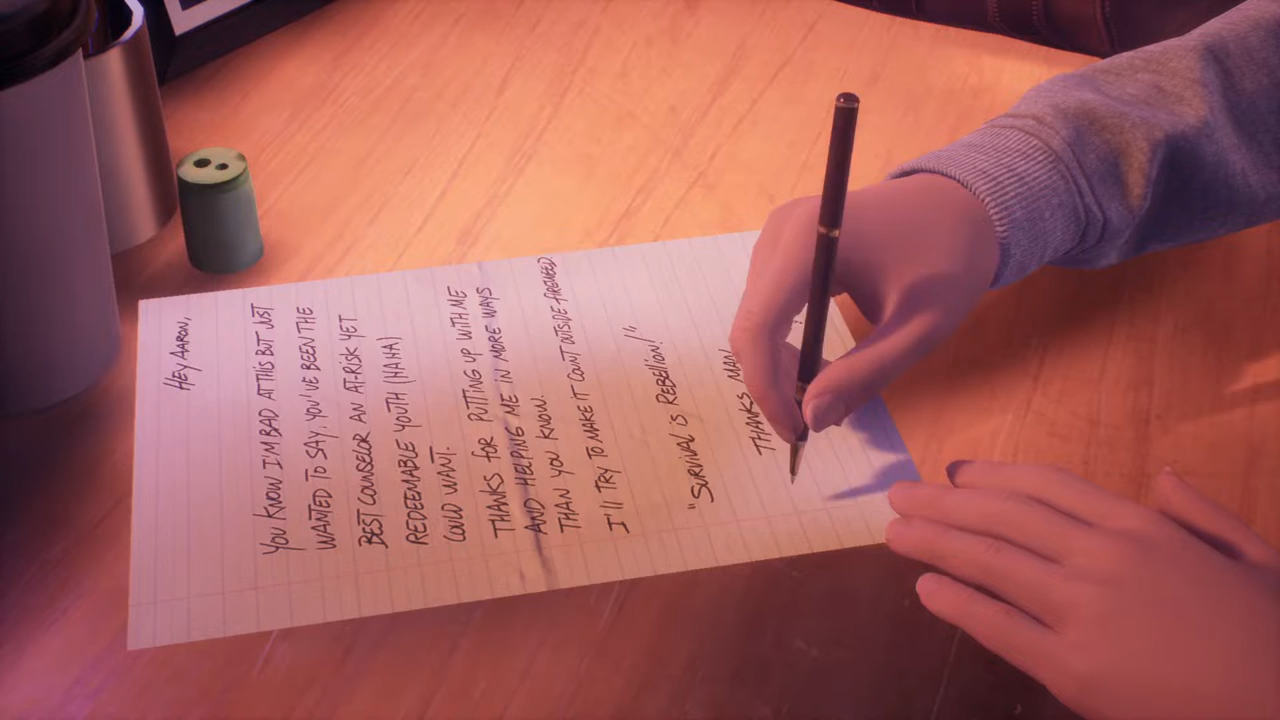 HEY AARON,
YOU KNOW I'M BAD AT THIS BUT JUST
WANTED TO SAY, YOU'VE BEEN THE
BEST COUNSELOR AN AT-RISK YET
REDEEMABLE YOUTH (HAHA)
COULD WANT.
THANKS FOR PUTTING UP WITH ME
AND HELPING ME IN MORE WAYS
THAN YOU KNOW.
I'LL TRY TO MAKE IT COUNT OUTSIDE FIREWEED
"SURVIVAL IS REBELLION!",
THANKS MAN